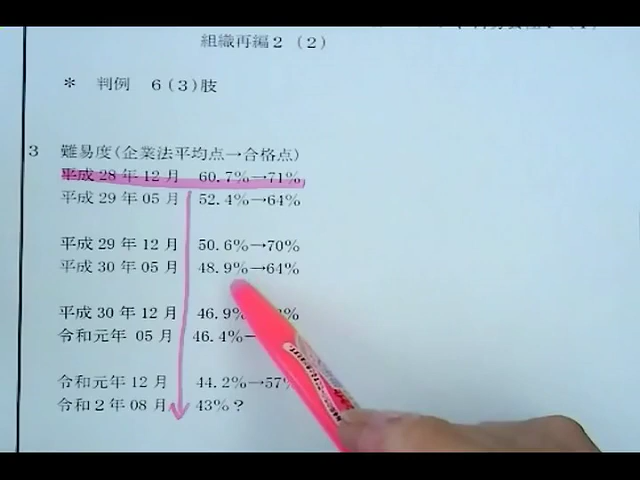 組織再編2 (2)
* 判例 6(3)肢
3 難易度(企業法平均点→合格点)
平成28年12月 60.7%→71%
平成29年05月 52.4%→64%
平成29年12月 50.6%→70%
平成30年05月 48.9%→64%
平成30年12月 46.9% %
令和元年 05月 46.4%→
令和元年12月 44.2%→57%
令和2年08月 43%?